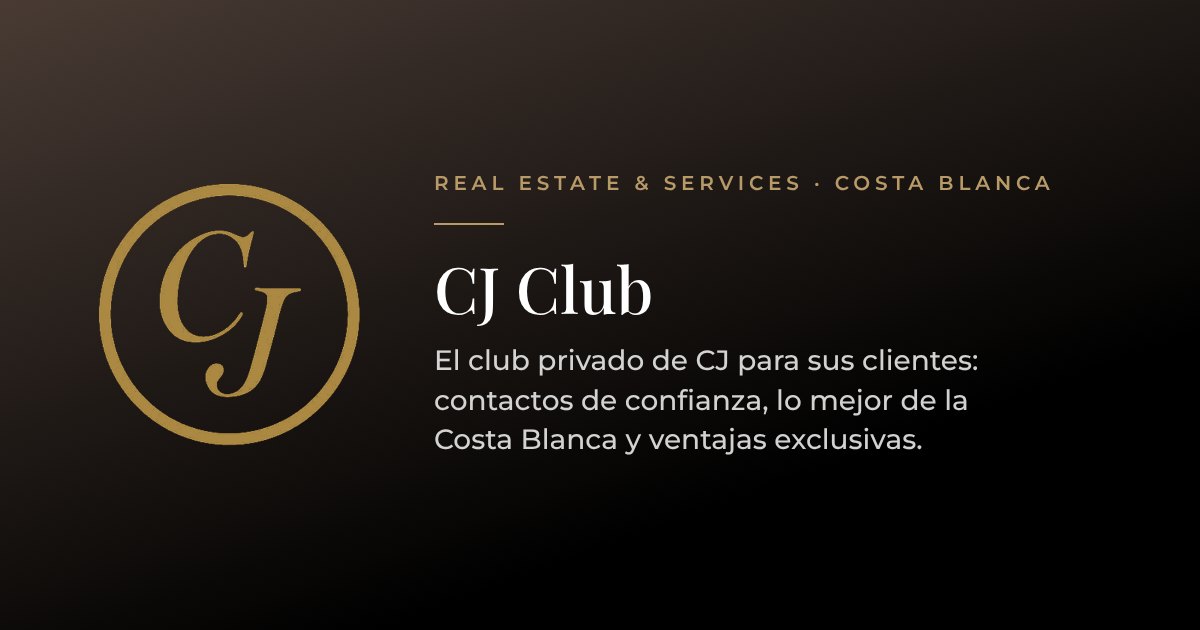 CJ
REAL ESTATE & SERVICES · COSTA BLANCA
CJ Club
El club privado de CJ para sus clientes:
contactos de confianza, lo mejor de la
Costa Blanca y ventajas exclusivas.